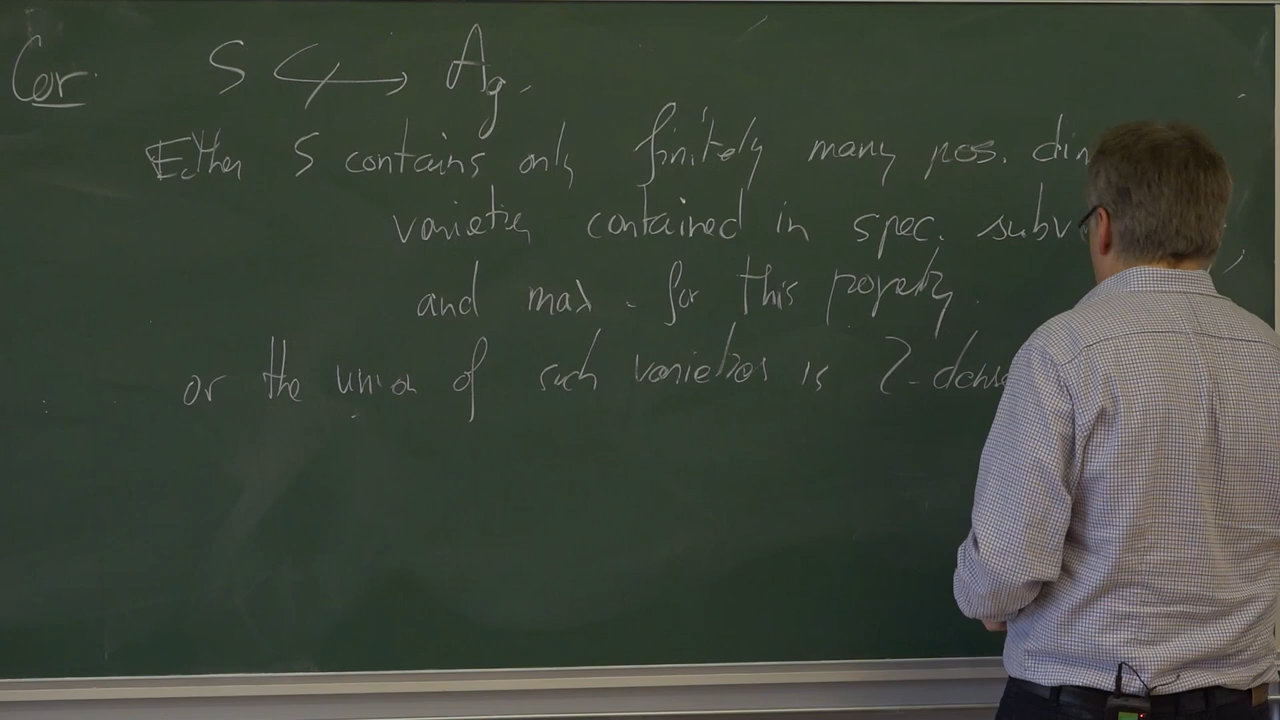 Cor. S ↪ Ag.
Either S contains only finitely many pos. dim
varieties contained in spec. subv
and max. for this property.
or the union of such varieties is Z-dense